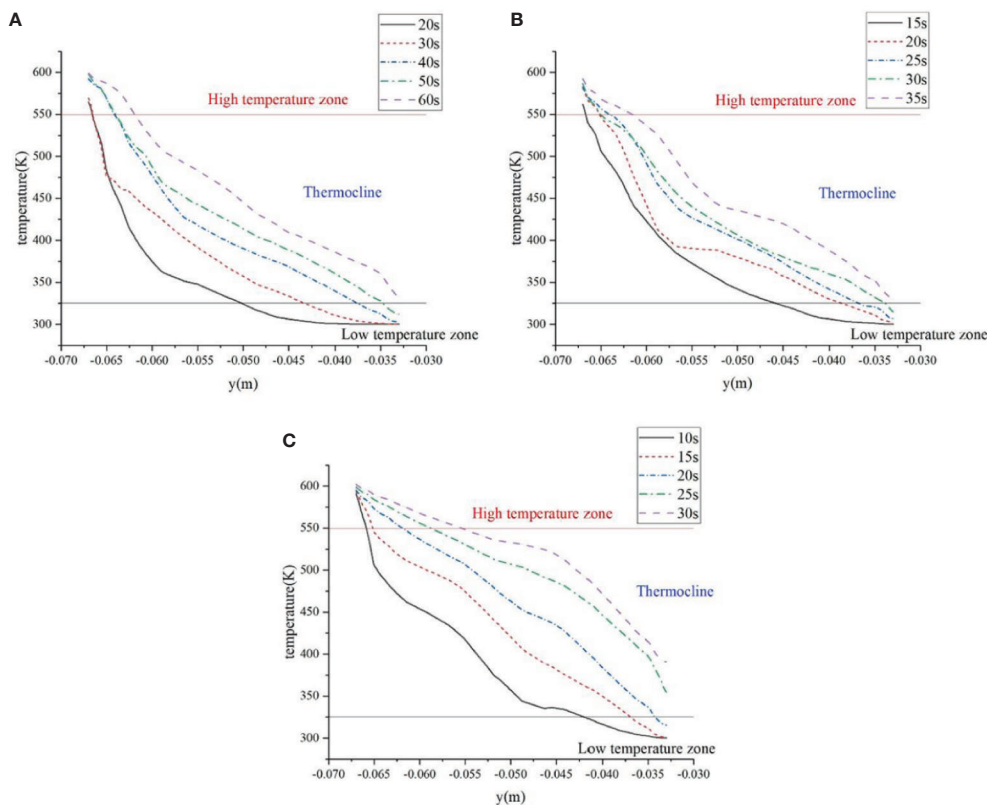 A
20s
30s
40s
50s
60s
600
550
500
450
400
350
300
temperature(K)
High temperature zone
Thermocline
Low temperature zone
-0.070
-0.065
-0.060
-0.055
-0.050
-0.045
-0.040
-0.035
-0.030
y(m)
B
15s
20s
25s
30s
35s
600
550
500
450
400
350
300
temperature(K)
High temperature zone
Thermocline
Low temperature zone
-0.070
-0.065
-0.060
-0.055
-0.050
-0.045
-0.040
-0.035
-0.030
y(m)
C
10s
15s
20s
25s
30s
600
550
500
450
400
350
300
temperature(K)
High temperature zone
Thermocline
Low temperature zone
-0.070
-0.065
-0.060
-0.055
-0.050
-0.045
-0.040
-0.035
-0.030
y(m)